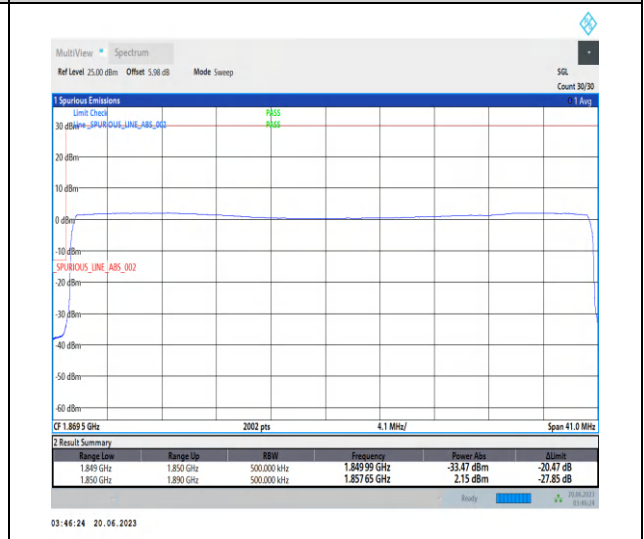 MultiView Spectrum
Ref Level 25.00 dBm Offset 5.98 dB Mode Sweep SGL
Count 30/30
1 Spurious Emissions 1 Avg
Limit Check PASS
30 dBm Line _SPURIOUS_LINE_ABS_002 PASS
20 dBm
10 dBm
0 dBm
-10 dBm
_SPURIOUS_LINE_ABS_002
-20 dBm
-30 dBm
-40 dBm
-50 dBm
-60 dBm
CF 1.869 5 GHz 2002 pts 4.1 MHz/ Span 41.0 MHz
2 Result Summary
Range Low Range Up RBW Frequency Power Abs ΔLimit
1.849 GHz 1.850 GHz 500.000 kHz 1.849 99 GHz -33.47 dBm -20.47 dB
1.850 GHz 1.890 GHz 500.000 kHz 1.857 65 GHz 2.15 dBm -27.85 dB
Ready 20.06.2023
03:46:24
03:46:24 20.06.2023